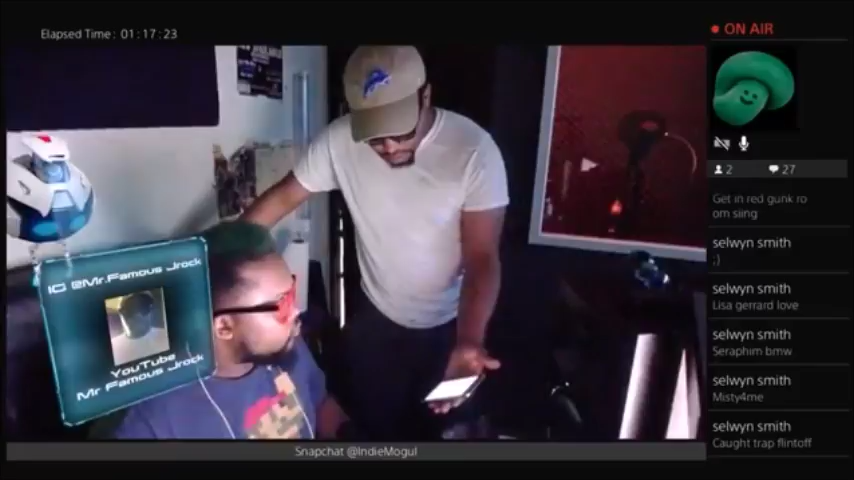 Elapsed Time: 01:17:23
ON AIR
2
27
Get in red gunk ro
om siing
selwyn smith
;)
selwyn smith
Lisa gerrard love
selwyn smith
Seraphim bmw
selwyn smith
Misty4me
selwyn smith
Caught trap flintoff
IG @Mr.Famous Jrock
YouTube
Mr Famous Jrock
Snapchat @IndieMogul